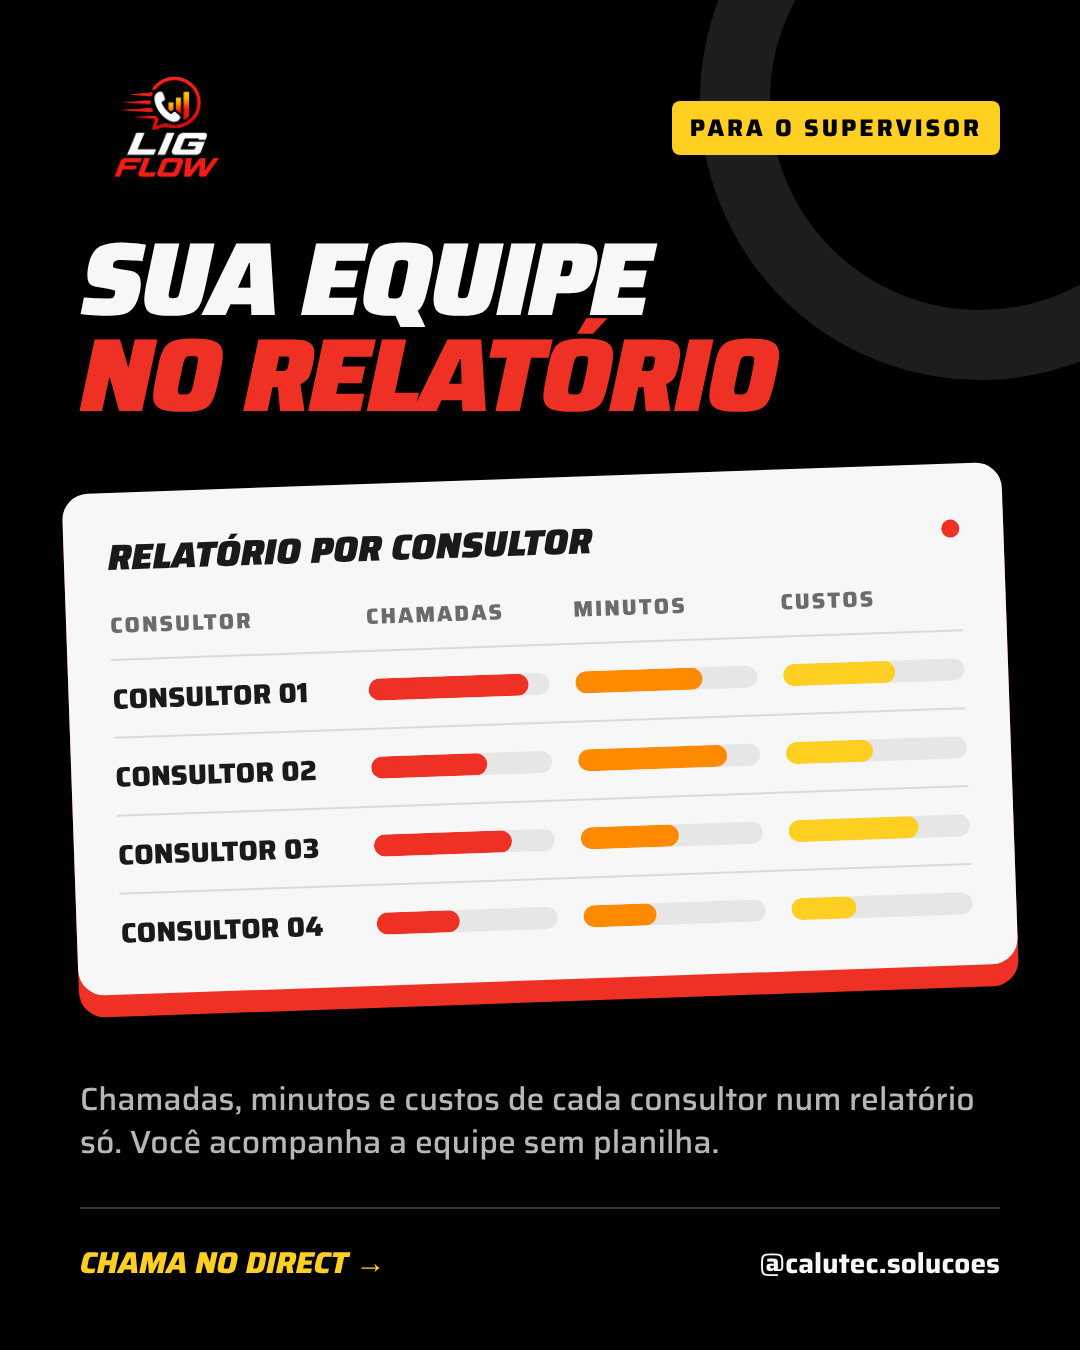 LIG
FLOW
PARA O SUPERVISOR
SUA EQUIPE
NO RELATÓRIO
RELATÓRIO POR CONSULTOR
CONSULTOR CHAMADAS MINUTOS CUSTOS
CONSULTOR 01
CONSULTOR 02
CONSULTOR 03
CONSULTOR 04
Chamadas, minutos e custos de cada consultor num relatório
só. Você acompanha a equipe sem planilha.
CHAMA NO DIRECT → @calutec.solucoes